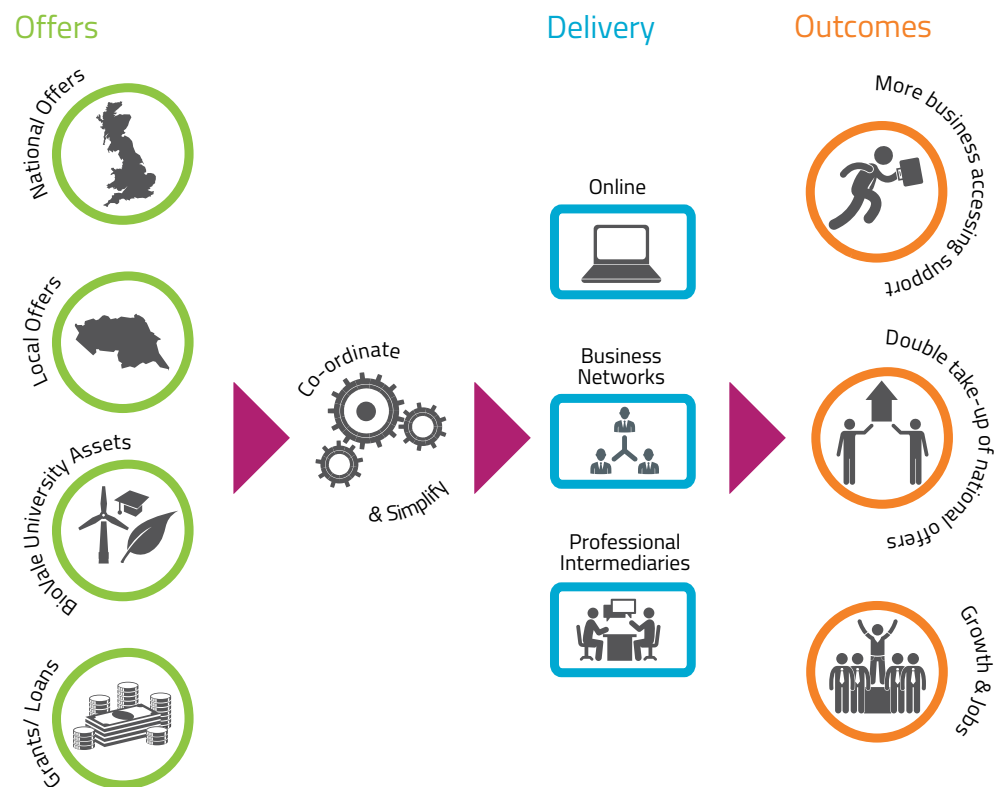 Offers
Delivery
Outcomes
National Offers
Local Offers
BioVale University Assets
Grants/ Loans
Co-ordinate
& Simplify
Online
Business
Networks
Professional
Intermediaries
More business accessing support
Double take-up of national offers
Growth & Jobs